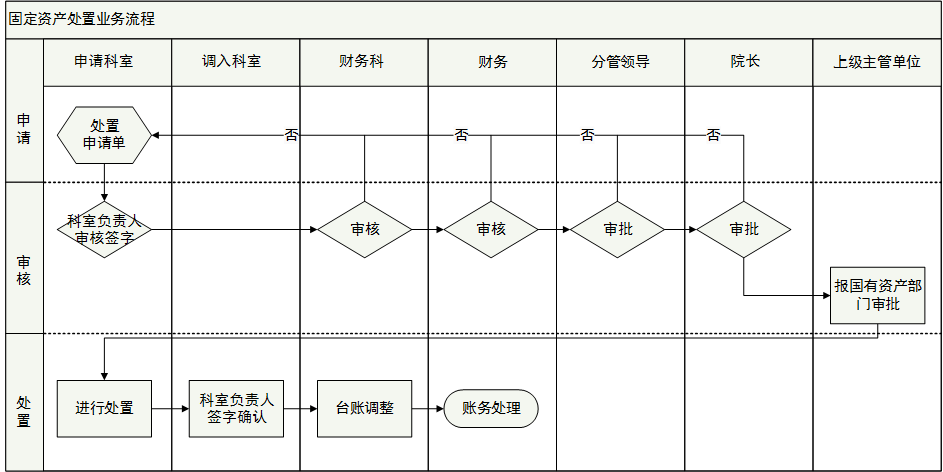 固定资产处置业务流程
申请科室
调入科室
财务科
财务
分管领导
院长
上级主管单位
申
请
处置
申请单
否
否
否
否
审
核
科室负责人
审核签字
审核
审核
审批
审批
报国有资产部
门审批
处
置
进行处置
科室负责人
签字确认
台账调整
账务处理